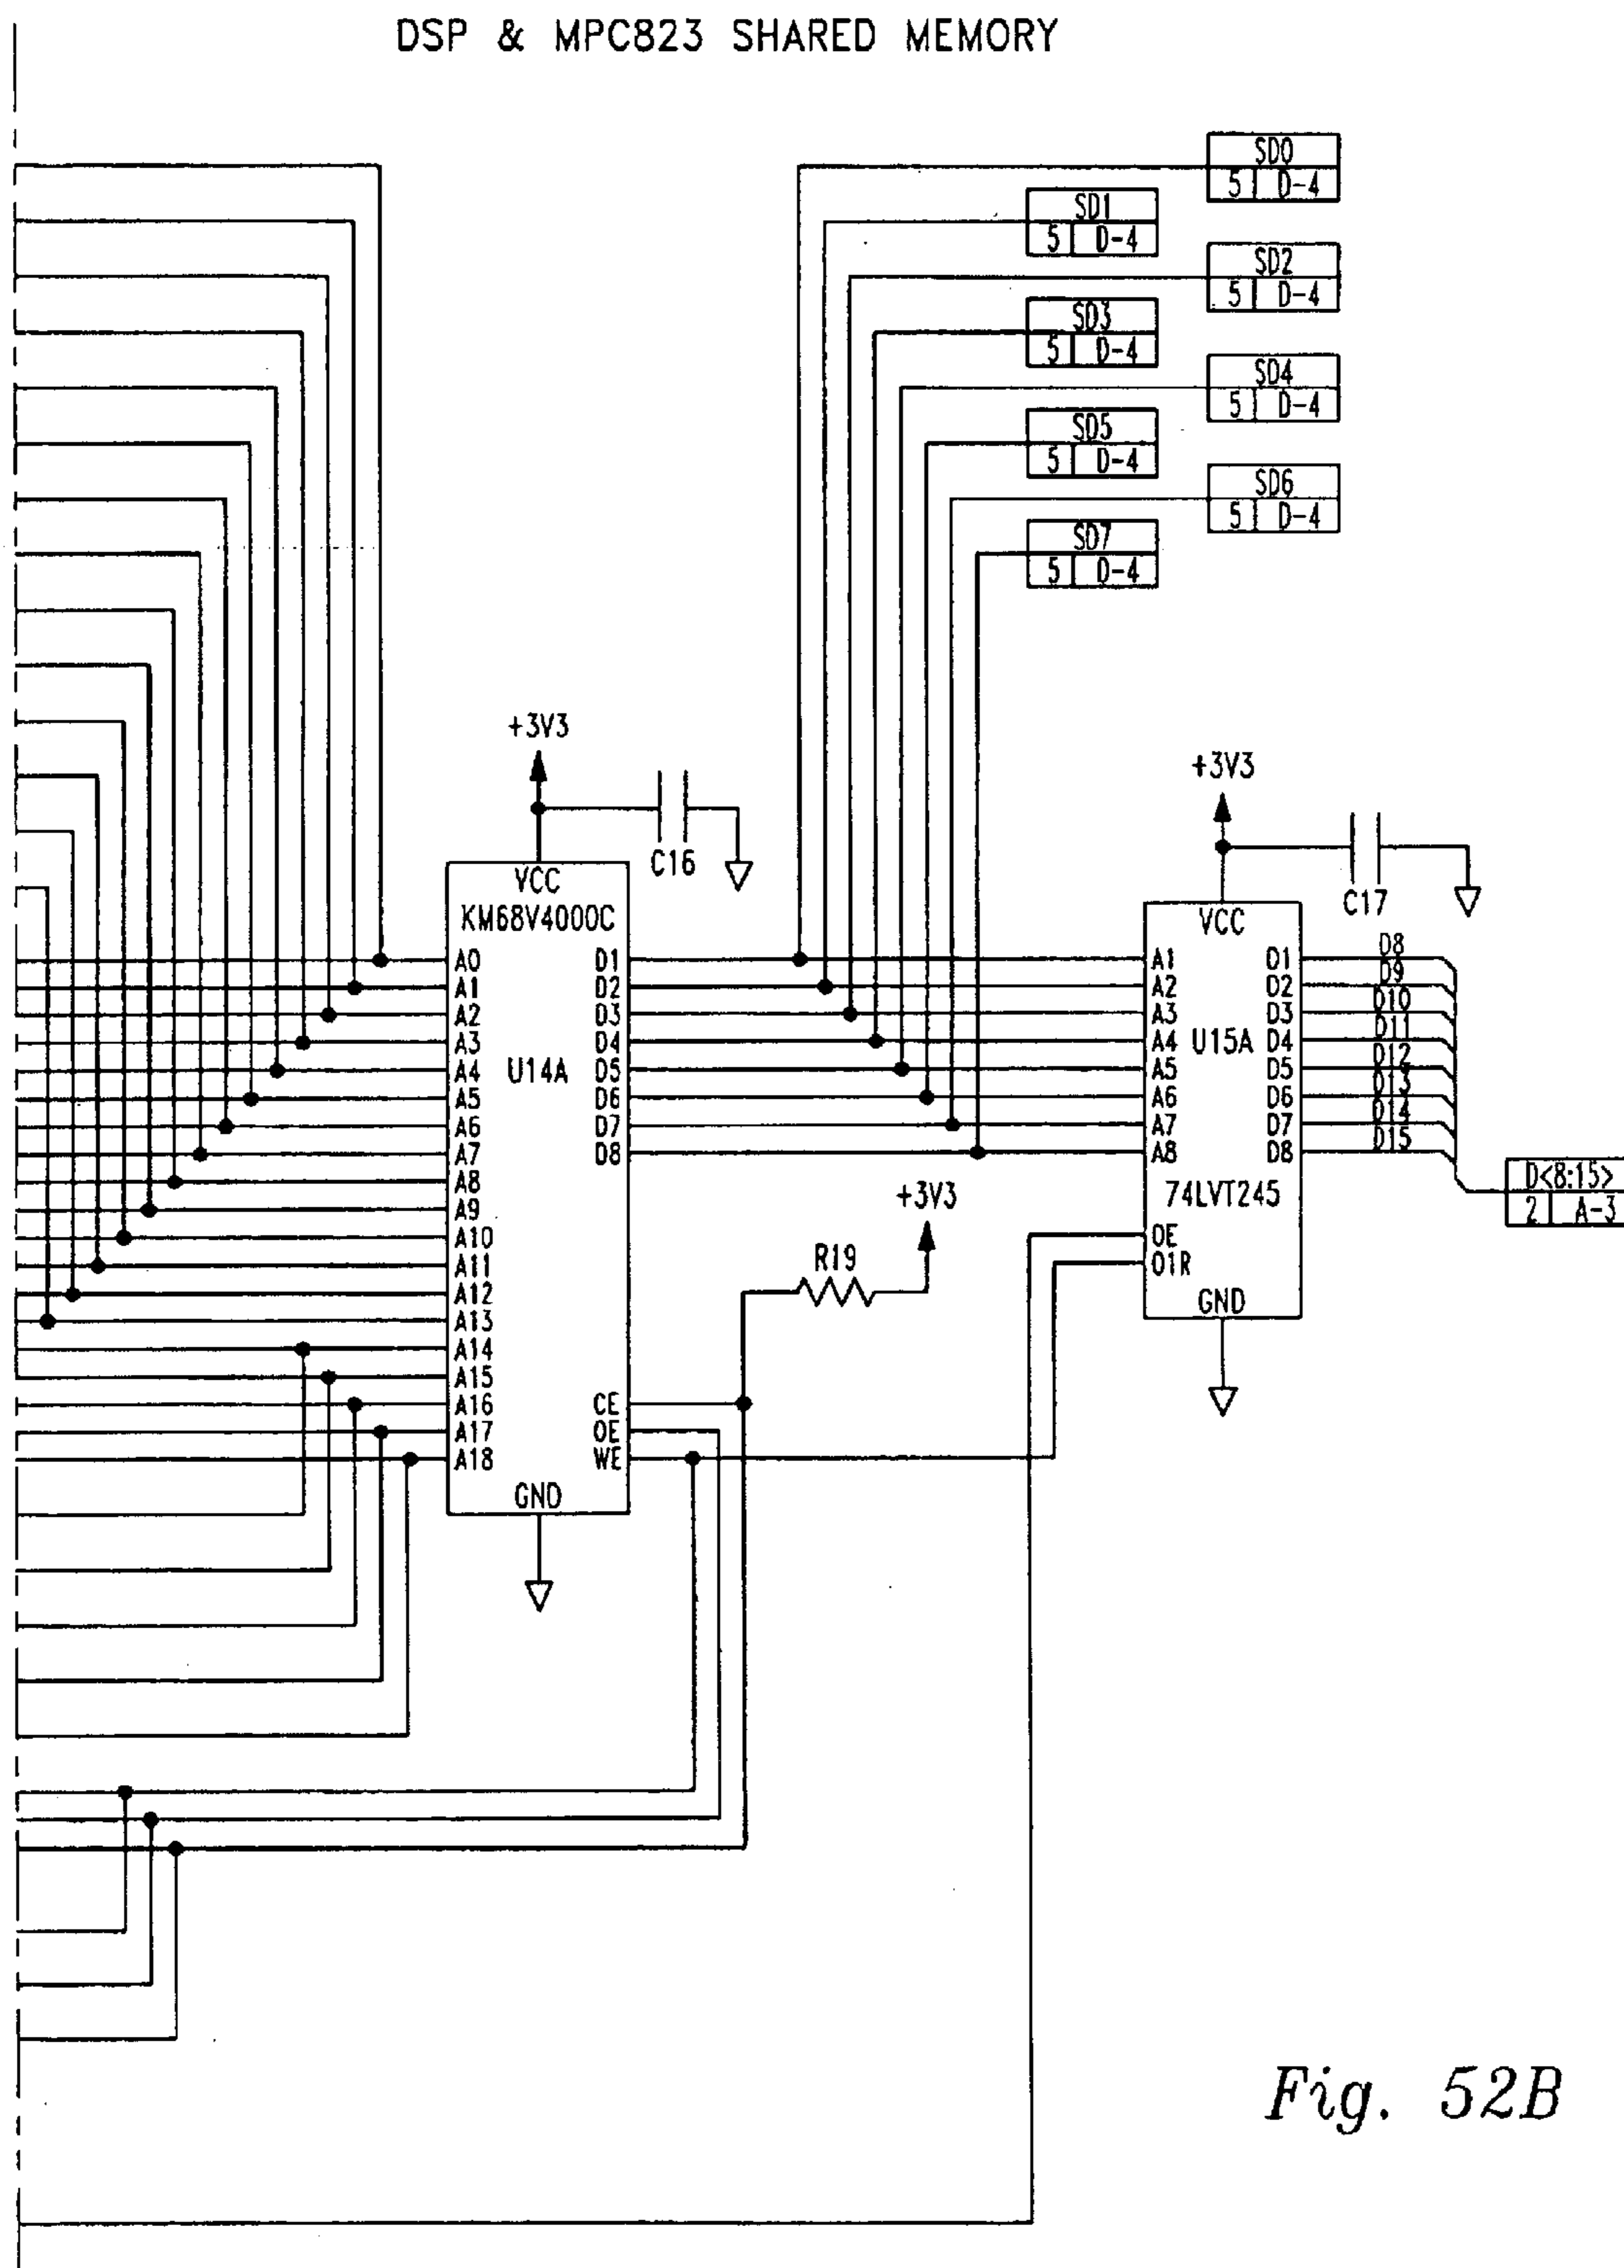 DSP & MPC823 SHARED MEMORY
SD0
5 D-4
SD1
5 D-4
SD2
5 D-4
SD3
5 D-4
SD4
5 D-4
SD5
5 D-4
SD6
5 D-4
SD7
5 D-4
+3V3
C16
VCC
KM68V4000C
A0 D1
A1 D2
A2 D3
A3 D4
A4 U14A D5
A5 D6
A6 D7
A7 D8
A8
A9
A10
A11
A12
A13
A14
A15
A16 CE
A17 OE
A18 WE
GND
+3V3
R19
+3V3
C17
VCC
A1 O1 D8
A2 D2 D9
A3 D3 D10
A4 U15A D4 D11
A5 D5 D12
A6 D6 D13
A7 D7 D14
A8 D8 D15
74LVT245
OE
O1R
GND
D<8:15>
2 A-3
Fig. 52B